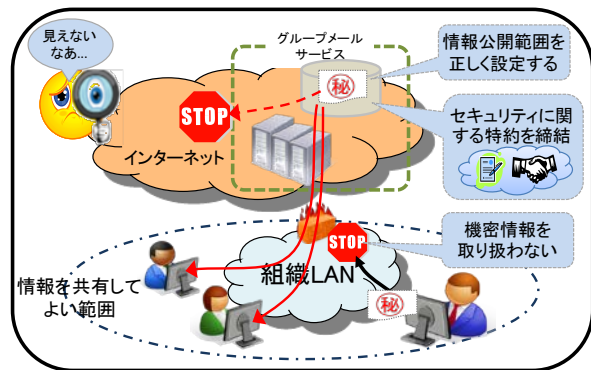 見えない
なあ…
グループメール
サービス
秘
情報公開範囲を
正しく設定する
STOP
インターネット
セキュリティに関
する特約を締結
STOP
機密情報を
取り扱わない
組織LAN
情報を共有して
よい範囲
秘